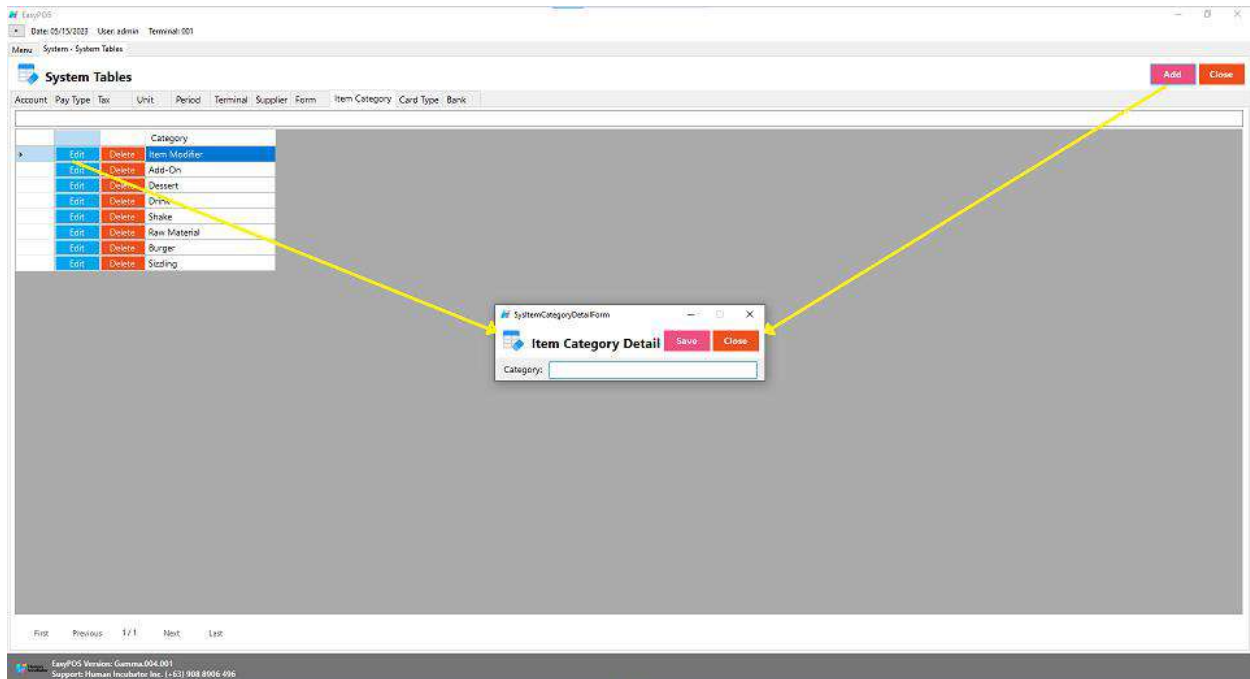 EasyPOS
Date: 05/15/2023 User: admin Terminal: 001
Menu System - System Tables
System Tables
Add Close
Account Pay Type Tax Unit Period Terminal Supplier Form Item Category Card Type Bank
Category
Edit Delete Item Modifier
Edit Delete Add-On
Edit Delete Dessert
Edit Delete Drink
Edit Delete Shake
Edit Delete Raw Material
Edit Delete Burger
Edit Delete Sizzling
SysItemCategoryDetailForm
Item Category Detail Save Close
Category:
First Previous 1 / 1 Next Last
EasyPOS Version: Gamma.004.001
Support: Human Incubator Inc. (+63) 908 8906 496